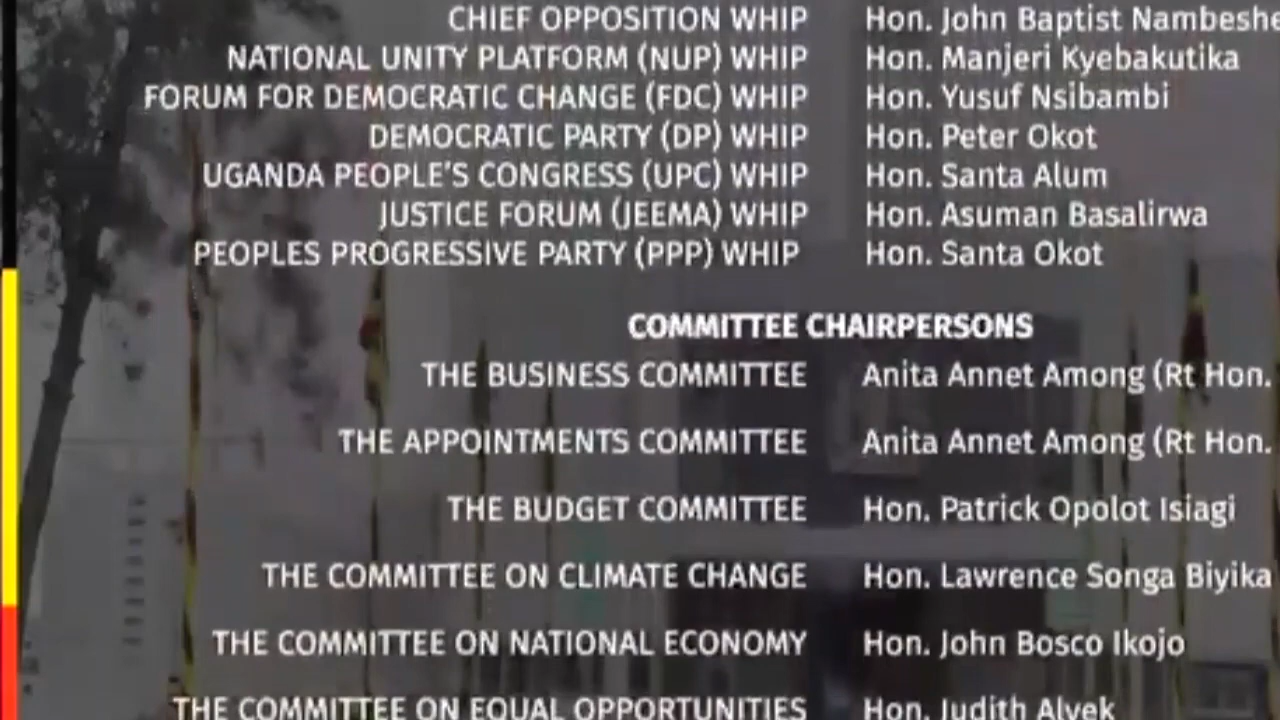 CHIEF OPPOSITION WHIP Hon. John Baptist Nambeshe
NATIONAL UNITY PLATFORM (NUP) WHIP Hon. Manjeri Kyebakutika
FORUM FOR DEMOCRATIC CHANGE (FDC) WHIP Hon. Yusuf Nsibambi
DEMOCRATIC PARTY (DP) WHIP Hon. Peter Okot
UGANDA PEOPLE'S CONGRESS (UPC) WHIP Hon. Santa Alum
JUSTICE FORUM (JEEMA) WHIP Hon. Asuman Basalirwa
PEOPLES PROGRESSIVE PARTY (PPP) WHIP Hon. Santa Okot
COMMITTEE CHAIRPERSONS
THE BUSINESS COMMITTEE Anita Annet Among (Rt Hon.
THE APPOINTMENTS COMMITTEE Anita Annet Among (Rt Hon.
THE BUDGET COMMITTEE Hon. Patrick Opolot Isiagi
THE COMMITTEE ON CLIMATE CHANGE Hon. Lawrence Songa Biyika
THE COMMITTEE ON NATIONAL ECONOMY Hon. John Bosco Ikojo
THE COMMITTEE ON EQUAL OPPORTUNITIES Hon. Judith Alyek